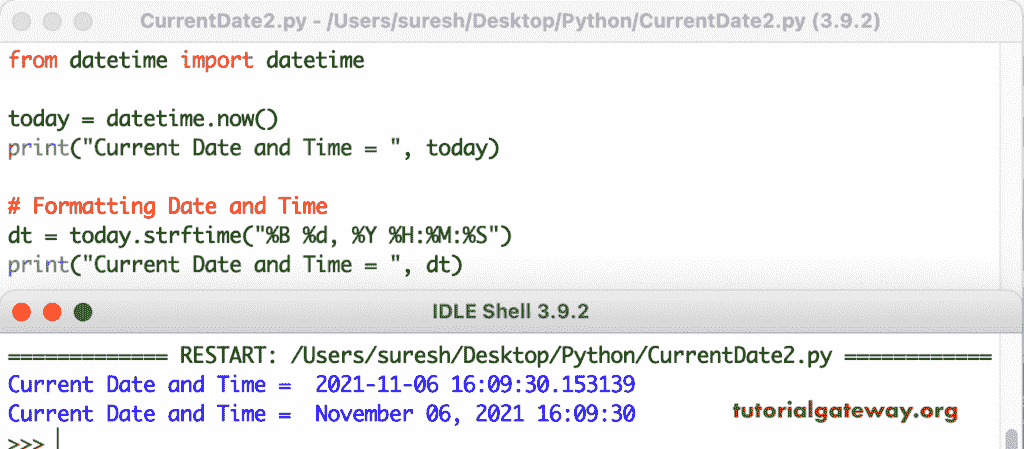 CurrentDate2.py - /Users/suresh/Desktop/Python/CurrentDate2.py (3.9.2)
from datetime import datetime
today = datetime.now()
print("Current Date and Time = ", today)
# Formatting Date and Time
dt = today.strftime("%B %d, %Y %H:%M:%S")
print("Current Date and Time = ", dt)
IDLE Shell 3.9.2
============= RESTART: /Users/suresh/Desktop/Python/CurrentDate2.py ============
Current Date and Time =  2021-11-06 16:09:30.153139
Current Date and Time =  November 06, 2021 16:09:30
tutorialgateway.org
>>>